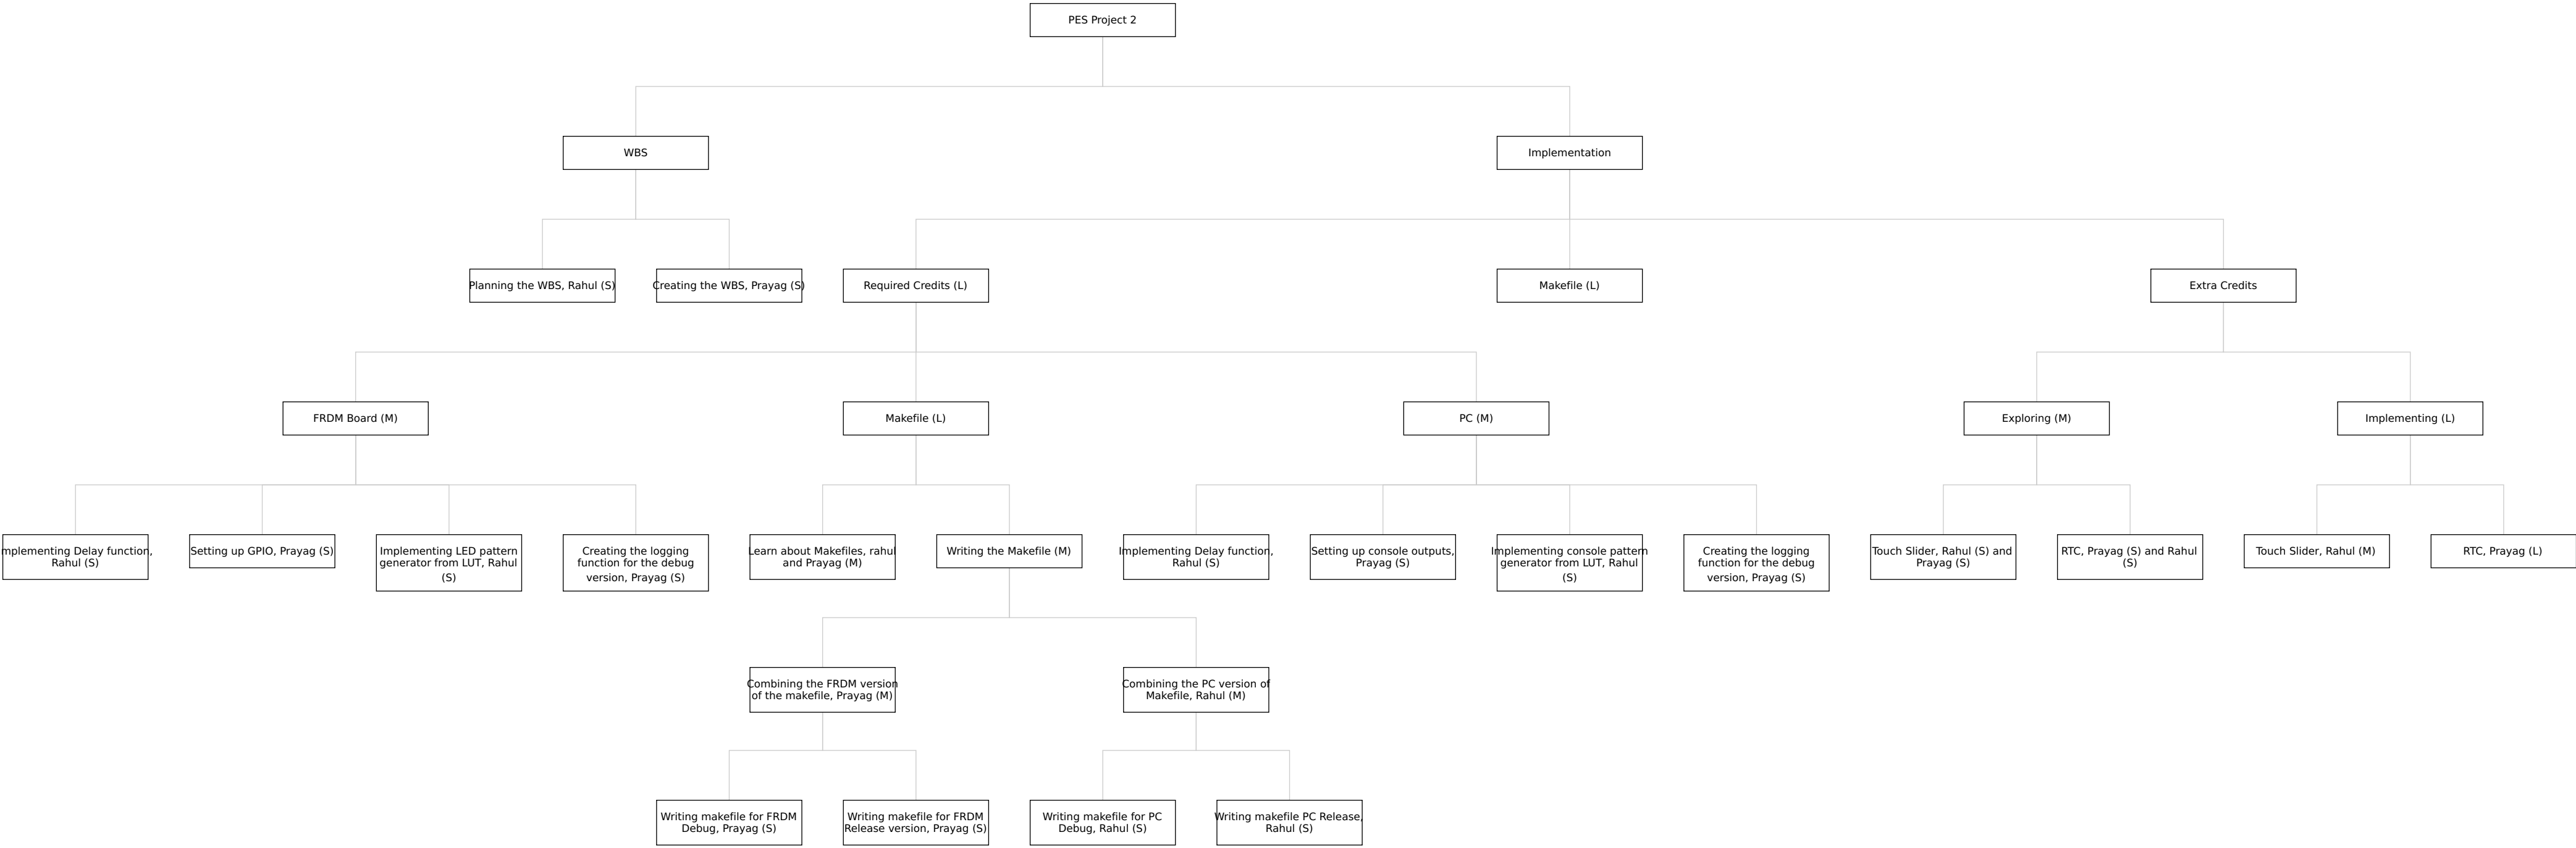 PES Project 2
WBS
Implementation
Planning the WBS, Rahul (S)
Creating the WBS, Prayag (S)
Required Credits (L)
Makefile (L)
Extra Credits
FRDM Board (M)
Makefile (L)
PC (M)
Exploring (M)
Implementing (L)
mplementing Delay function,
Rahul (S)
Setting up GPIO, Prayag (S)
Implementing LED pattern
generator from LUT, Rahul
(S)
Creating the logging
function for the debug
version, Prayag (S)
Learn about Makefiles, rahul
and Prayag (M)
Writing the Makefile (M)
Implementing Delay function,
Rahul (S)
Setting up console outputs,
Prayag (S)
Implementing console pattern
generator from LUT, Rahul
(S)
Creating the logging
function for the debug
version, Prayag (S)
Touch Slider, Rahul (S) and
Prayag (S)
RTC, Prayag (S) and Rahul
(S)
Touch Slider, Rahul (M)
RTC, Prayag (L)
Combining the FRDM version
of the makefile, Prayag (M)
Combining the PC version of
Makefile, Rahul (M)
Writing makefile for FRDM
Debug, Prayag (S)
Writing makefile for FRDM
Release version, Prayag (S)
Writing makefile for PC
Debug, Rahul (S)
Writing makefile PC Release,
Rahul (S)